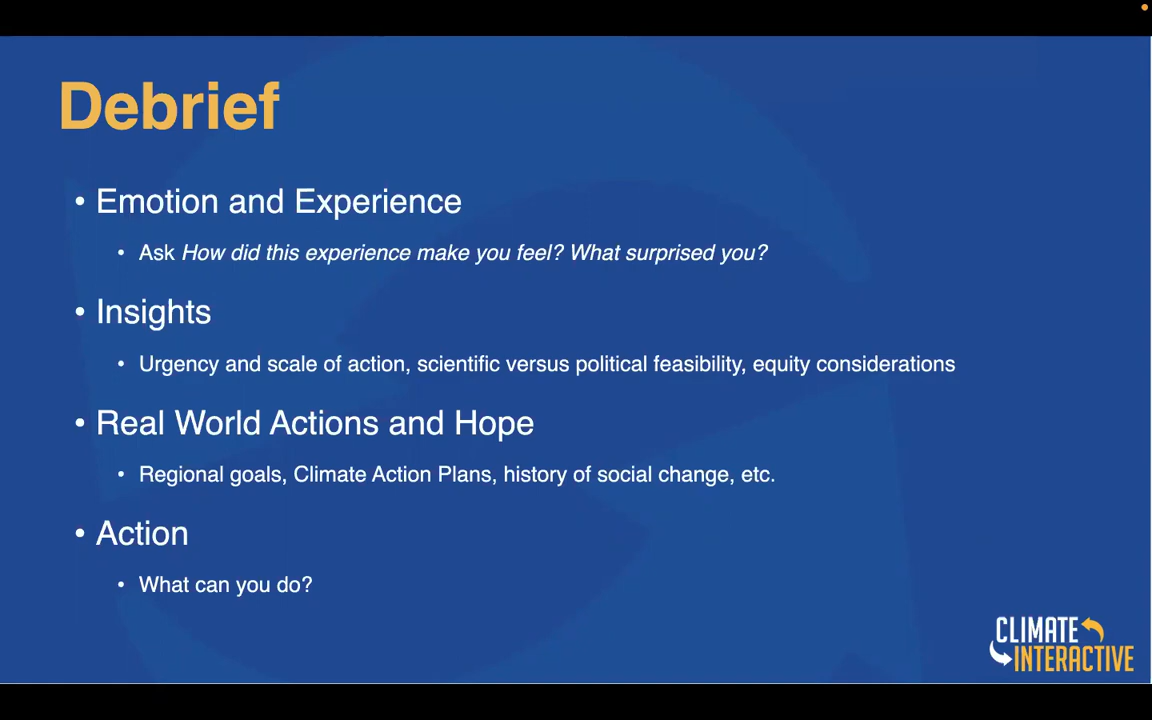 Debrief
• Emotion and Experience
• Ask How did this experience make you feel? What surprised you?
• Insights
• Urgency and scale of action, scientific versus political feasibility, equity considerations
• Real World Actions and Hope
• Regional goals, Climate Action Plans, history of social change, etc.
• Action
• What can you do?
CLIMATE
INTERACTIVE